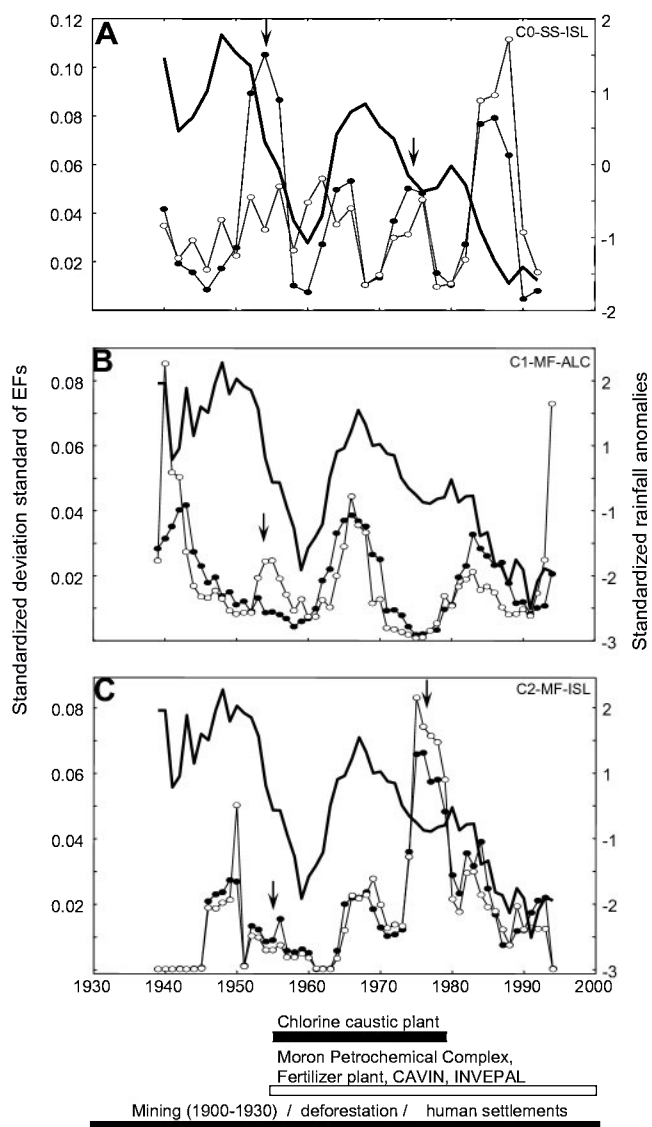 A
C0-SS-ISL
0.12
0.10
0.08
0.06
0.04
0.02
2
1
0
-1
-2
Standardized deviation standard of EFs
Standardized rainfall anomalies
B
C1-MF-ALC
0.08
0.06
0.04
0.02
2
1
-1
-2
-3
C
C2-MF-ISL
0.08
0.06
0.04
0.02
2
1
-1
-2
-3
1930 1940 1950 1960 1970 1980 1990 2000
Chlorine caustic plant
Moron Petrochemical Complex,
Fertilizer plant, CAVIN, INVEPAL
Mining (1900-1930) / deforestation / human settlements